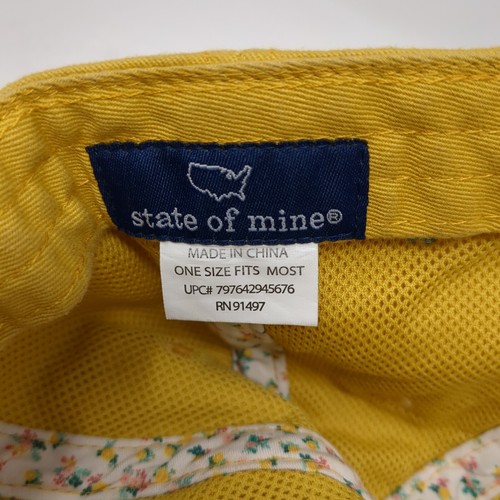 state of mine®
MADE IN CHINA
ONE SIZE FITS MOST
UPC# 797642945676
RN 91497